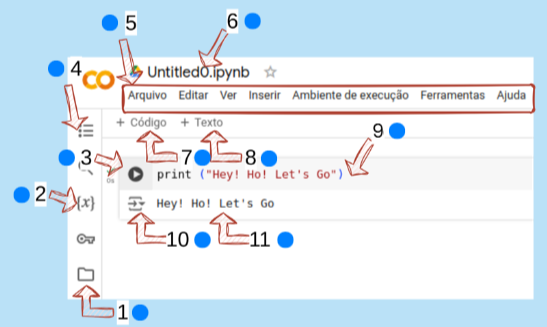 5 6
4 CO Untitled0.ipynb
Arquivo Editar Ver Inserir Ambiente de execução Ferramentas Ajuda
+ Código + Texto
9
3 7 8
0s print ("Hey! Ho! Let's Go")
2 {x} Hey! Ho! Let's Go
10 11
1